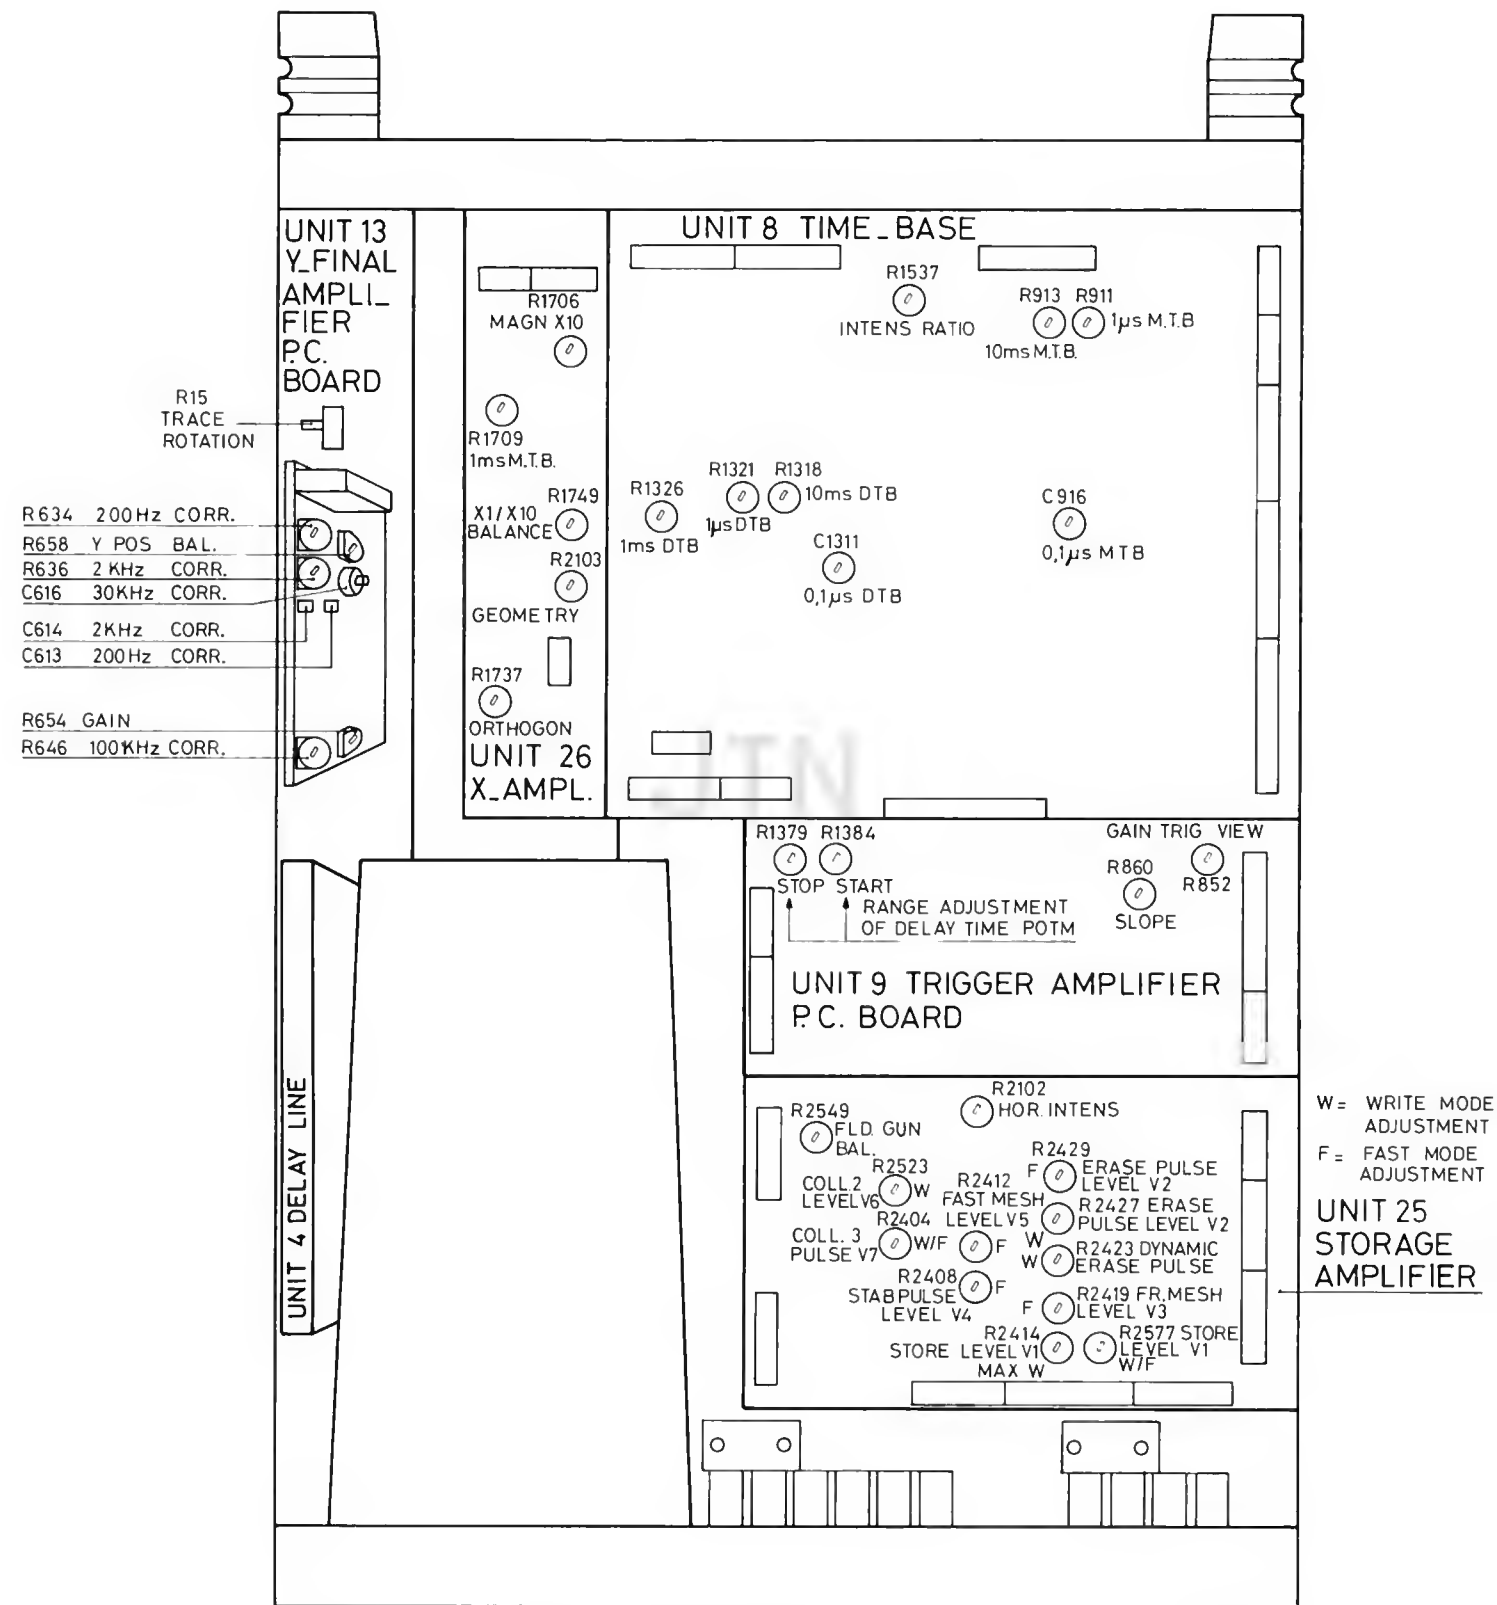 UNIT 13
Y_FINAL
AMPLI_
FIER
P.C.
BOARD
R15
TRACE
ROTATION
R634 200Hz CORR.
R658 Y POS BAL.
R636 2KHz CORR.
C616 30KHz CORR.
C614 2KHz CORR.
C613 200Hz CORR.
R654 GAIN
R646 100KHz CORR.
R1706
MAGN X10
R1709
1ms M.T.B.
R1749
X1/X10
BALANCE
R2103
GEOMETRY
R1737
ORTHOGON
UNIT 26
X_AMPL.
UNIT 8 TIME_BASE
R1537
INTENS RATIO
R913 R911
1µs M.T.B
10ms M.T.B.
R1326
1ms DTB
R1321 R1318
10ms DTB
1µs DTB
C1311
0,1µs DTB
C916
0,1µs MTB
JTN
R1379 R1384
STOP START
RANGE ADJUSTMENT
OF DELAY TIME POTM
GAIN TRIG VIEW
R860
R852
SLOPE
UNIT 9 TRIGGER AMPLIFIER
P.C. BOARD
UNIT 4 DELAY LINE
R2102
HOR. INTENS
R2549
FLD. GUN
BAL.
R2523
COLL.2
LEVEL V6
W
R2404
COLL. 3
PULSE V7
W/F
R2412
FAST MESH
LEVEL V5
F
R2408
STAB PULSE
LEVEL V4
F
R2429
F
ERASE PULSE
LEVEL V2
R2427 ERASE
PULSE LEVEL V2
W
R2423 DYNAMIC
ERASE PULSE
W
R2419 FR.MESH
LEVEL V3
F
R2414
STORE LEVEL V1
MAX W
R2577 STORE
LEVEL V1
W/F
W = WRITE MODE
ADJUSTMENT
F = FAST MODE
ADJUSTMENT
UNIT 25
STORAGE
AMPLIFIER